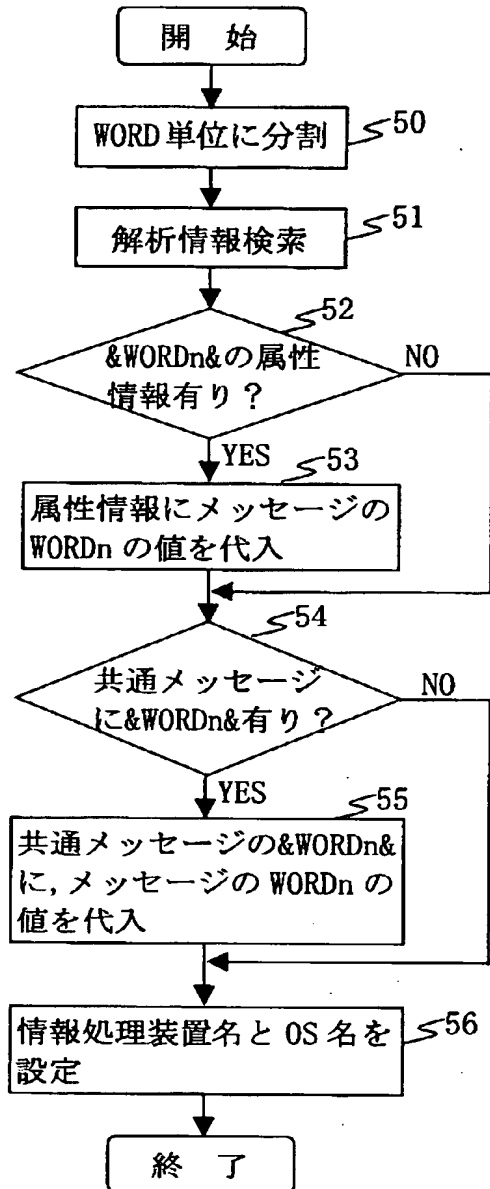 開 始
WORD単位に分割
50
解析情報検索
51
52
&WORDn&の属性
情報有り?
NO
YES
53
属性情報にメッセージの
WORDn の値を代入
54
共通メッセージ
に&WORDn&有り?
NO
YES
55
共通メッセージの&WORDn&
に,メッセージの WORDn の
値を代入
情報処理装置名と OS 名を
設定
56
終 了